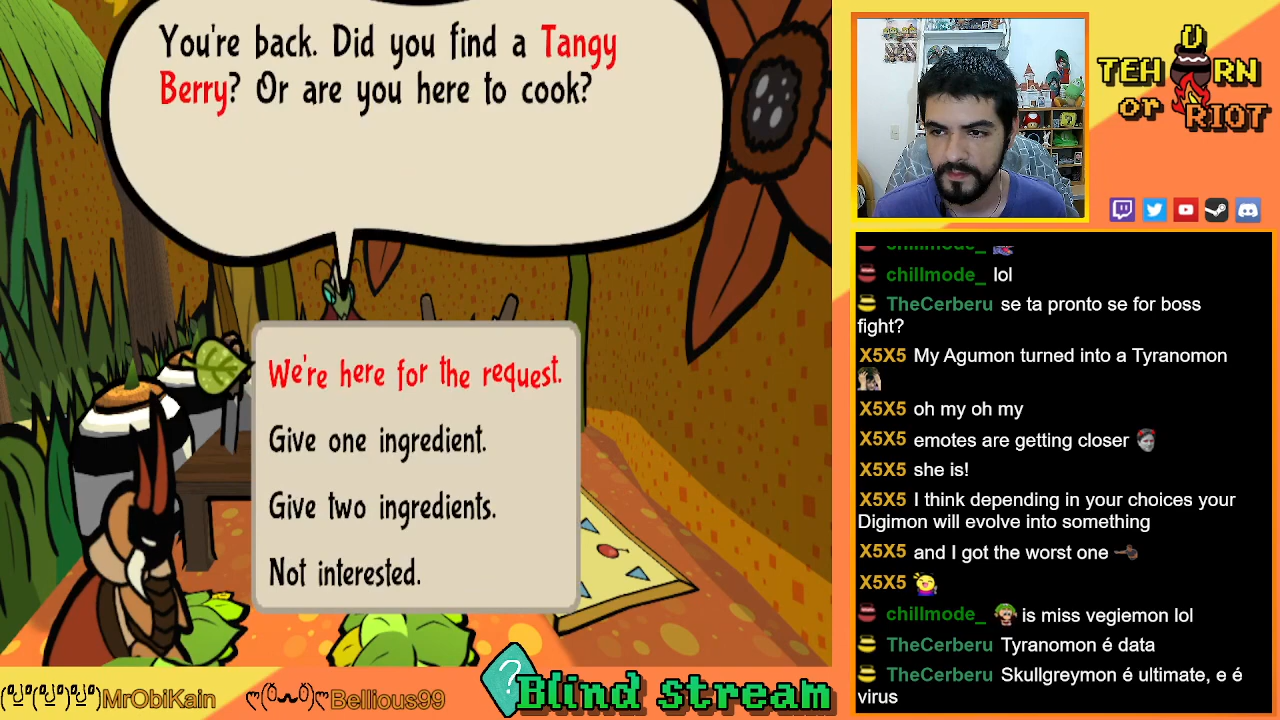 You're back. Did you find a Tangy
Berry? Or are you here to cook?
We're here for the request.
Give one ingredient.
Give two ingredients.
Not interested.
MrObiKain
Bellious99
Blind stream
TEH URN
or RIOT
chillmode_
chillmode_ lol
TheCerberu se ta pronto se for boss
fight?
X5X5 My Agumon turned into a Tyranomon
X5X5 oh my oh my
X5X5 emotes are getting closer
X5X5 she is!
X5X5 I think depending in your choices your
Digimon will evolve into something
X5X5 and I got the worst one
X5X5
chillmode_ is miss vegiemon lol
TheCerberu Tyranomon é data
TheCerberu Skullgreymon é ultimate, e é
virus